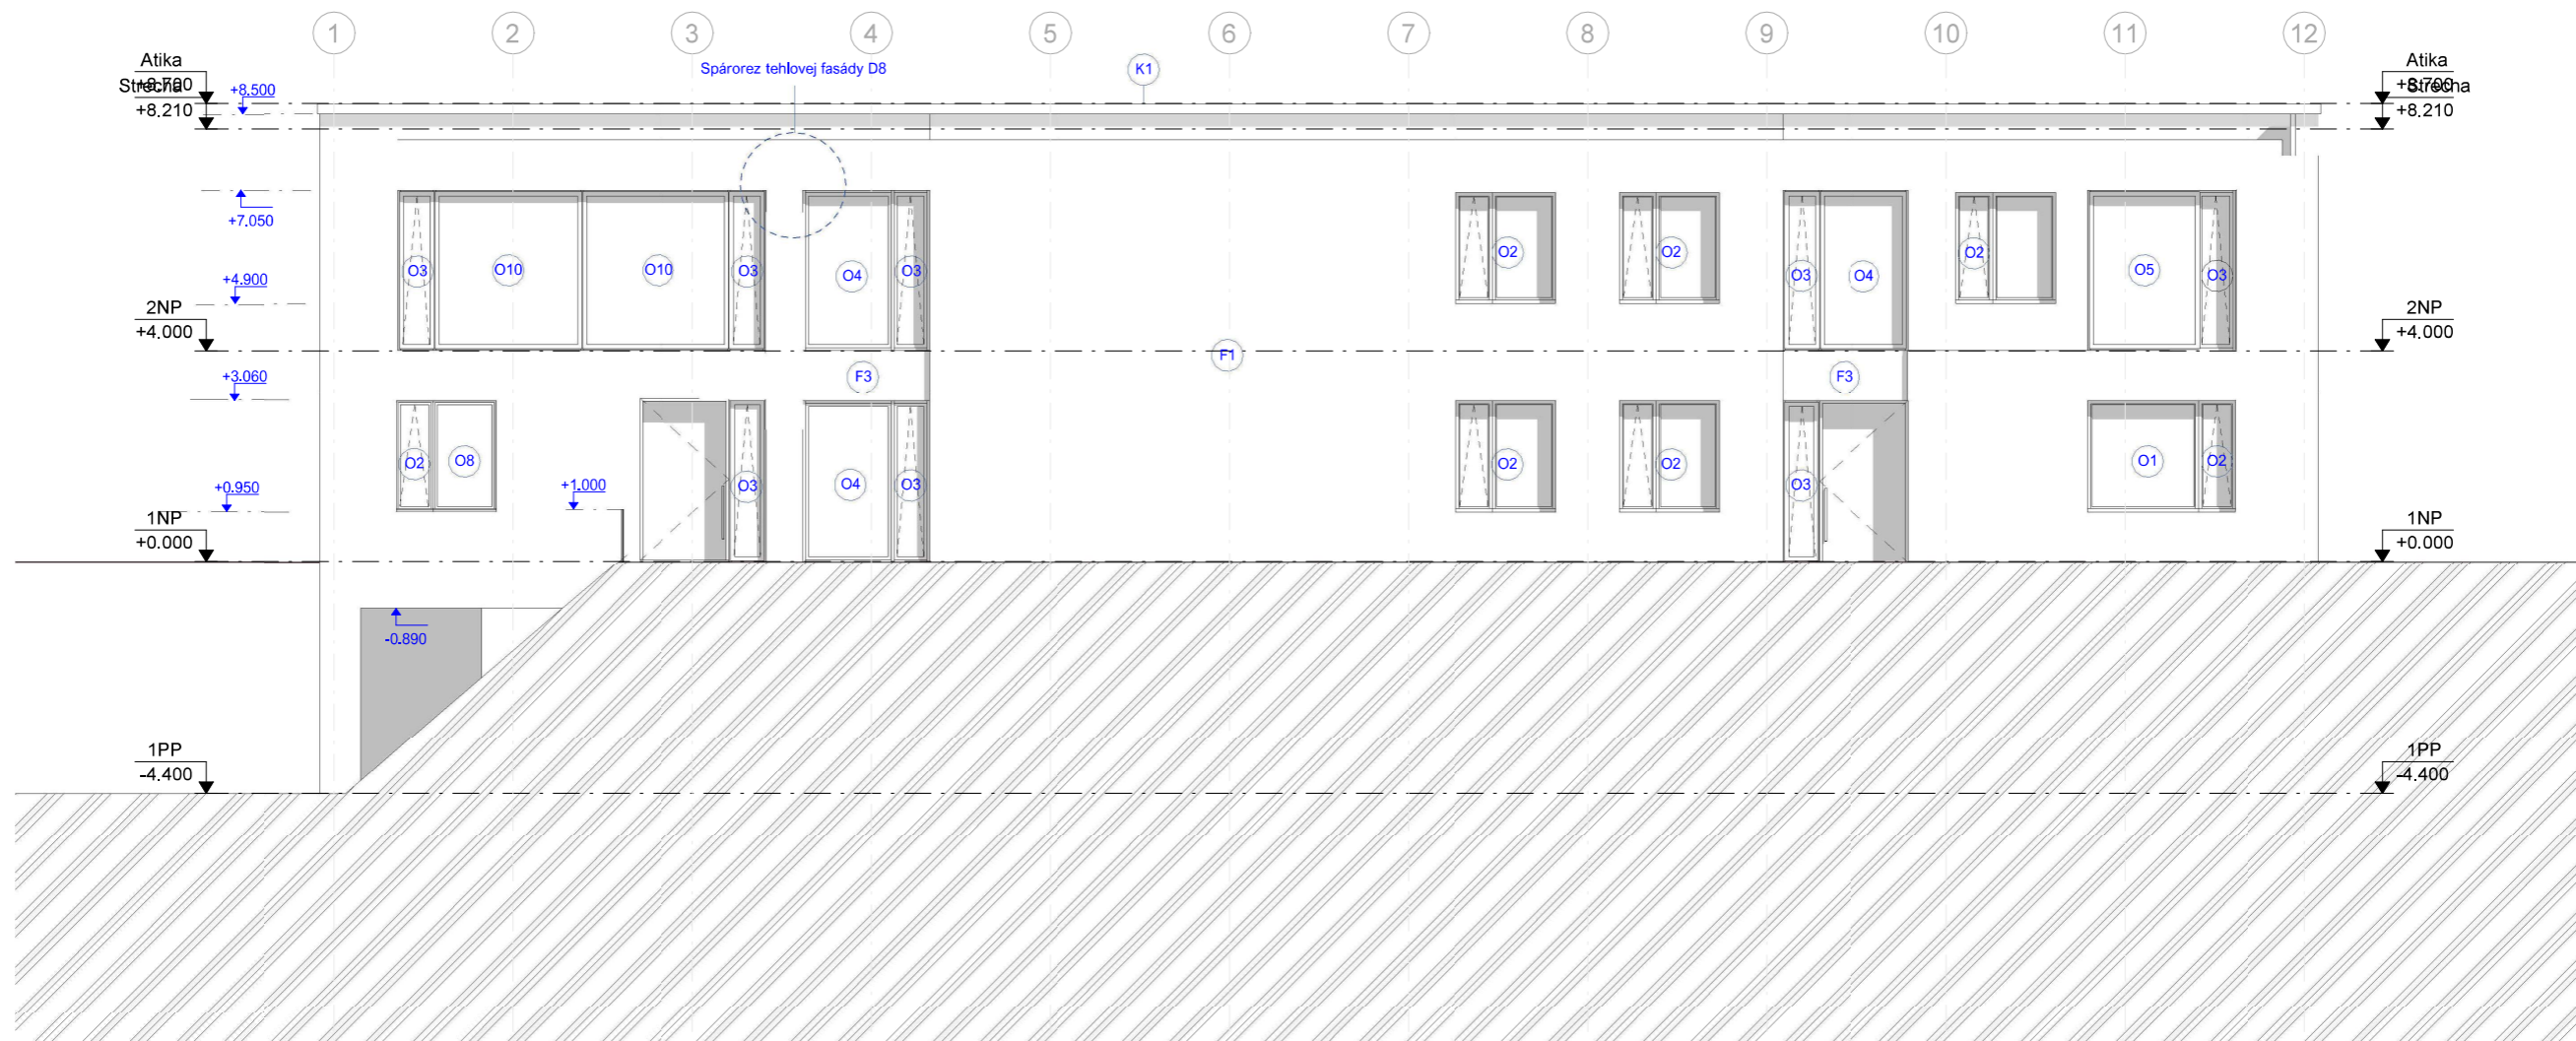 1 2 3 4 5 6 7 8 9 10 11 12
Atika
+8.700
Strecha
+8.210
+8.500
Spárorez tehlovej fasády D8
K1
Atika
+8.700
Strecha
+8.210
+7.050
O3 O10 O10 O3 O4 O3 O2 O2 O3 O4 O2 O5 O3
+4.900
2NP
+4.000
2NP
+4.000
F1
F3 F3
+3.060
O2 O8 O3 O4 O3 O2 O2 O3 O1 O2
+0.950
+1.000
1NP
+0.000
1NP
+0.000
-0.890
1PP
-4.400
1PP
-4.400